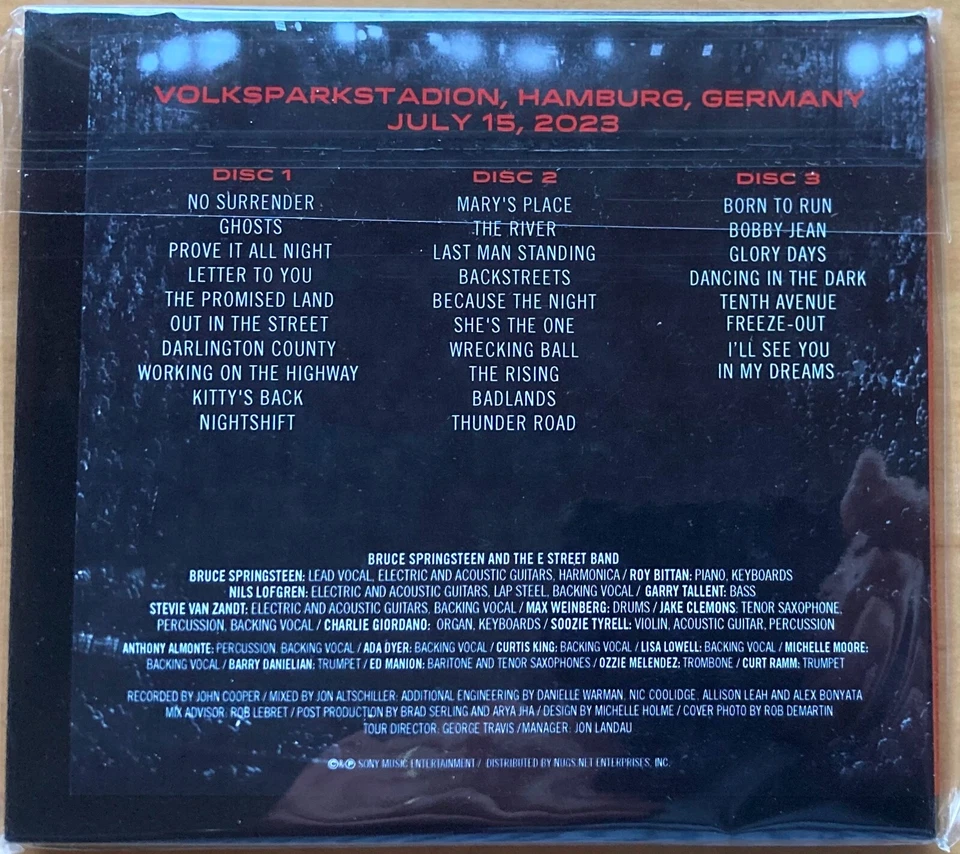 VOLKSPARKSTADION, HAMBURG, GERMANY
JULY 15, 2023
DISC 1
NO SURRENDER
GHOSTS
PROVE IT ALL NIGHT
LETTER TO YOU
THE PROMISED LAND
OUT IN THE STREET
DARLINGTON COUNTY
WORKING ON THE HIGHWAY
KITTY'S BACK
NIGHTSHIFT
DISC 2
MARY'S PLACE
THE RIVER
LAST MAN STANDING
BACKSTREETS
BECAUSE THE NIGHT
SHE'S THE ONE
WRECKING BALL
THE RISING
BADLANDS
THUNDER ROAD
DISC 3
BORN TO RUN
BOBBY JEAN
GLORY DAYS
DANCING IN THE DARK
TENTH AVENUE
FREEZE-OUT
I'LL SEE YOU
IN MY DREAMS
BRUCE SPRINGSTEEN AND THE E STREET BAND
BRUCE SPRINGSTEEN: LEAD VOCAL, ELECTRIC AND ACOUSTIC GUITARS, HARMONICA / ROY BITTAN: PIANO, KEYBOARDS
NILS LOFGREN: ELECTRIC AND ACOUSTIC GUITARS, LAP STEEL, BACKING VOCAL / GARRY TALLENT: BASS
STEVIE VAN ZANDT: ELECTRIC AND ACOUSTIC GUITARS, BACKING VOCAL / MAX WEINBERG: DRUMS / JAKE CLEMONS: TENOR SAXOPHONE,
PERCUSSION, BACKING VOCAL / CHARLIE GIORDANO: ORGAN, KEYBOARDS / SOOZIE TYRELL: VIOLIN, ACOUSTIC GUITAR, PERCUSSION
ANTHONY ALMONTE: PERCUSSION, BACKING VOCAL / ADA DYER: BACKING VOCAL / CURTIS KING: BACKING VOCAL / LISA LOWELL: BACKING VOCAL / MICHELLE MOORE:
BACKING VOCAL / BARRY DANIELIAN: TRUMPET / ED MANION: BARITONE AND TENOR SAXOPHONES / OZZIE MELENDEZ: TROMBONE / CURT RAMM: TRUMPET
RECORDED BY JOHN COOPER / MIXED BY JON ALTSCHILLER: ADDITIONAL ENGINEERING BY DANIELLE WARMAN, NIC COOLIDGE, ALLISON LEAH AND ALEX BONYATA
MIX ADVISOR: ROB LEBRET / POST PRODUCTION BY BRAD SERLING AND ARYA JHA / DESIGN BY MICHELLE HOLME / COVER PHOTO BY ROB DEMARTIN
TOUR DIRECTOR: GEORGE TRAVIS / MANAGER: JON LANDAU
©&℗ SONY MUSIC ENTERTAINMENT / DISTRIBUTED BY NUGS.NET ENTERPRISES, INC.